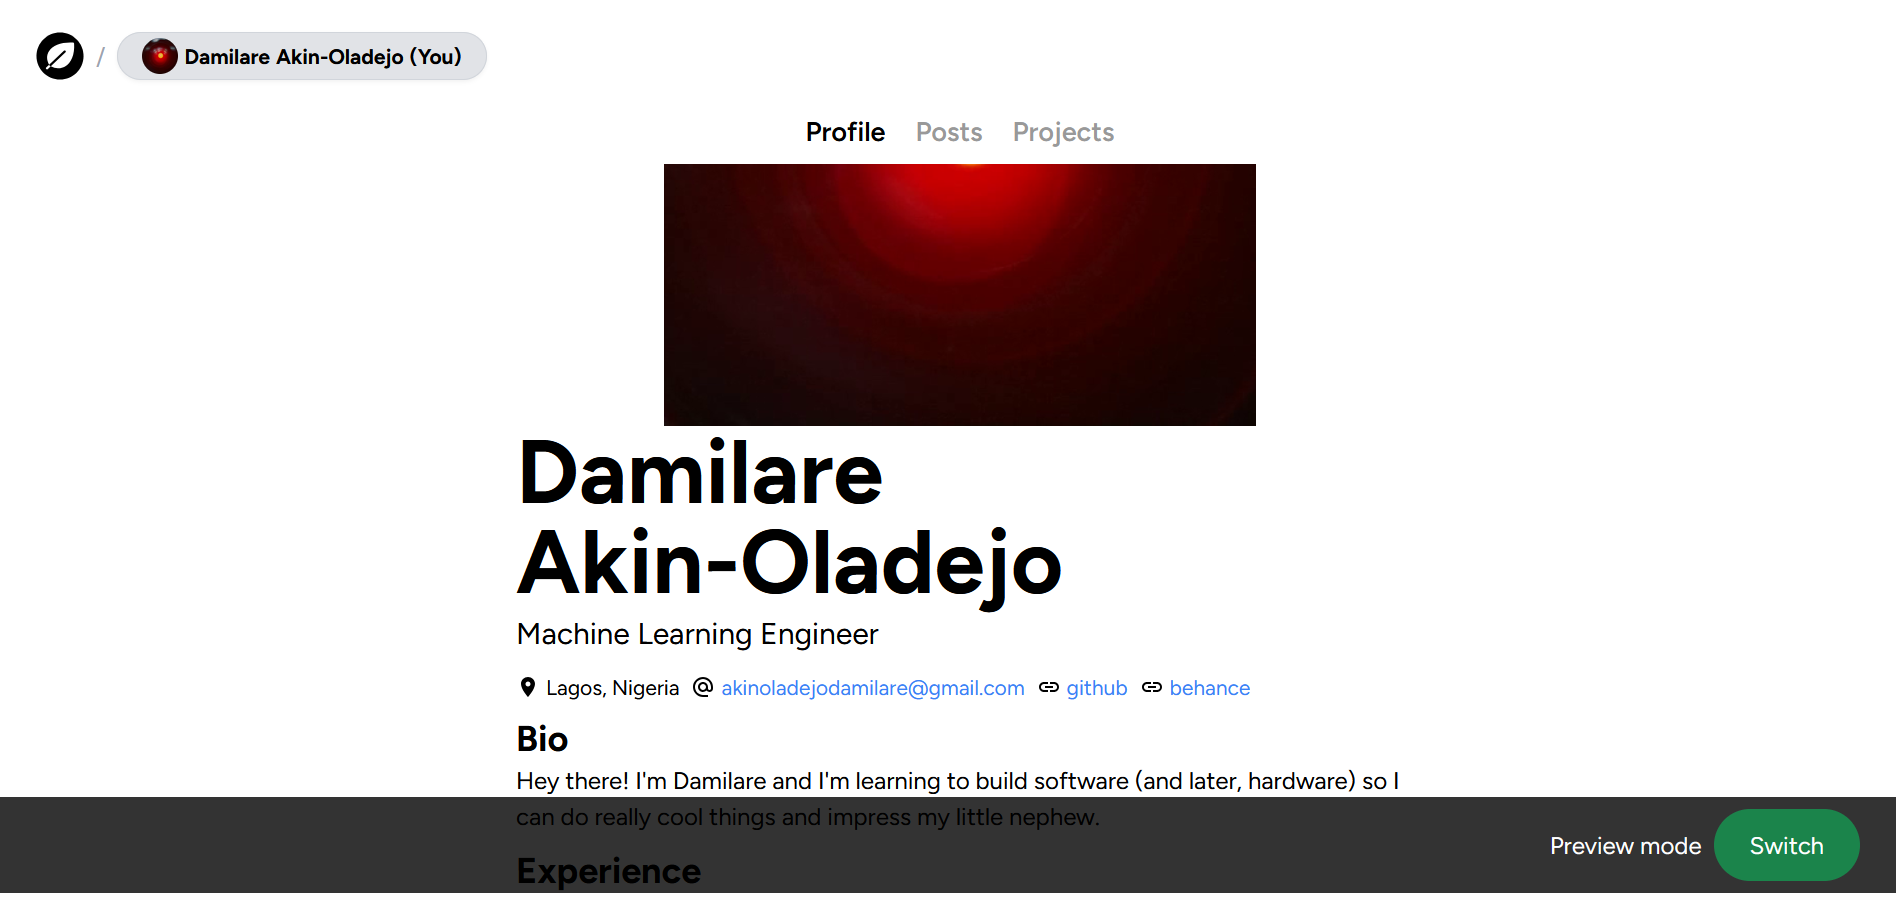 / Damilare Akin-Oladejo (You)
Profile Posts Projects
Damilare
Akin-Oladejo
Machine Learning Engineer
Lagos, Nigeria akinoladejodamilare@gmail.com github behance
Bio
Hey there! I'm Damilare and I'm learning to build software (and later, hardware) so I
can do really cool things and impress my little nephew.
Preview mode Switch
Experience